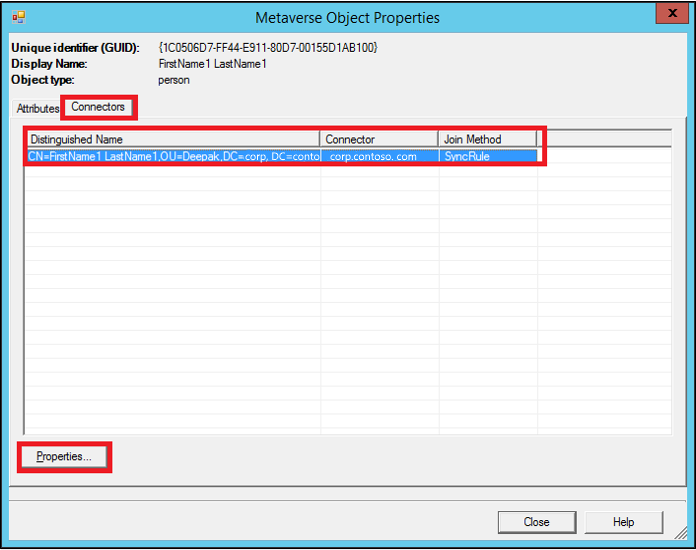 Metaverse Object Properties
x
Unique identifier (GUID): {1C0506D7-FF44-E911-80D7-00155D1AB100}
Display Name: FirstName1 LastName1
Object type: person
Attributes Connectors
Distinguished Name Connector Join Method
CN=FirstName1 LastName1,OU=Deepak,DC=corp, DC=conto corp.contoso. com SyncRule
Properties...
Close Help